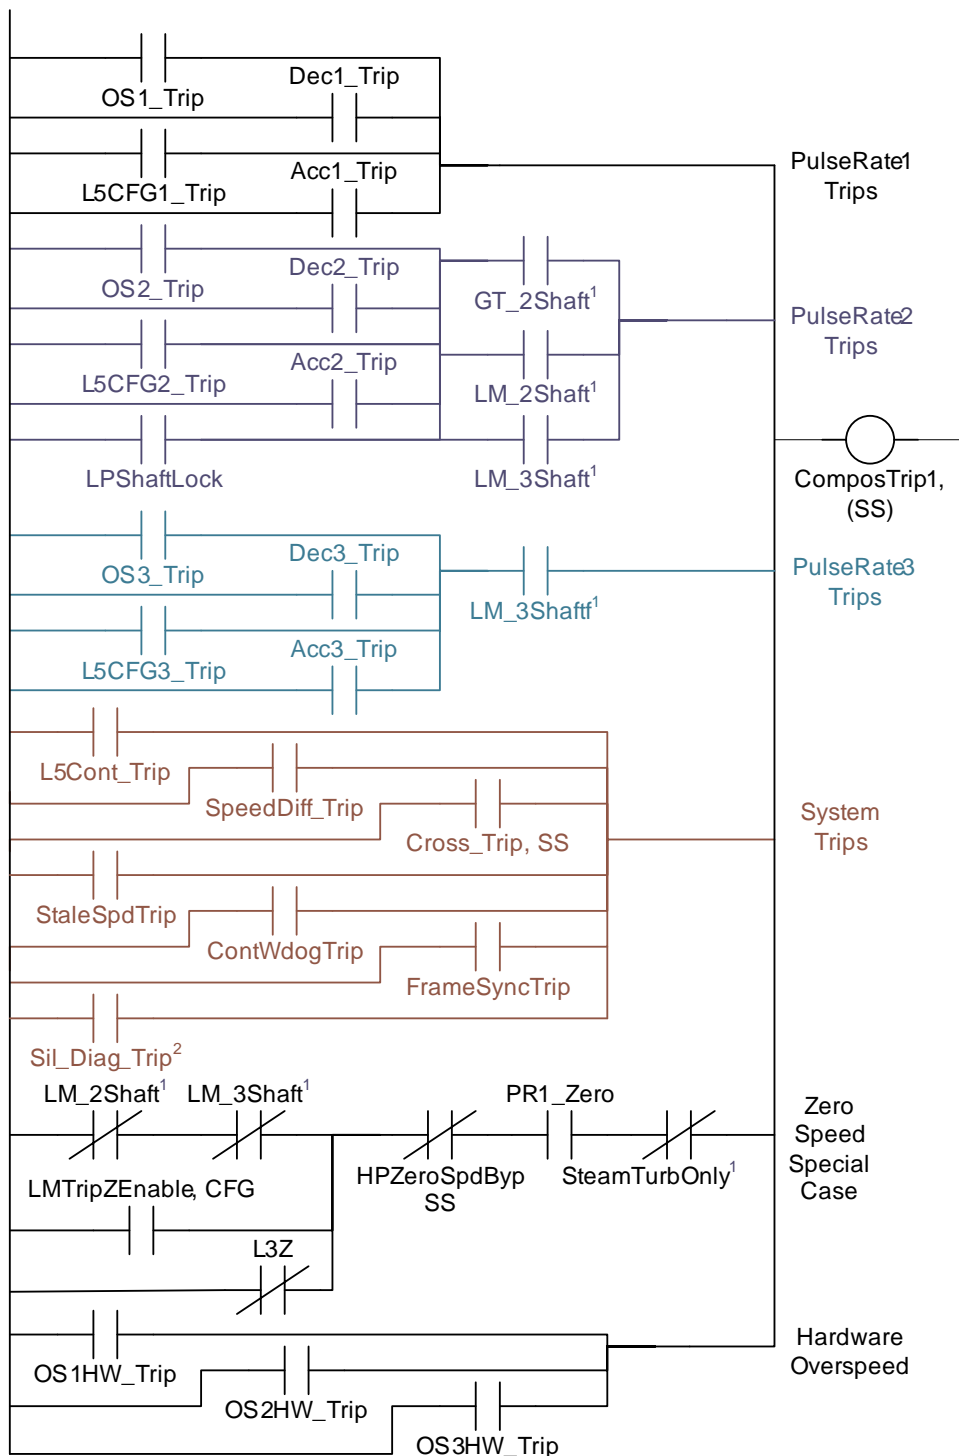 OS1_Trip
Dec1_Trip
L5CFG1_Trip
Acc1_Trip
PulseRate1
Trips
OS2_Trip
Dec2_Trip
GT_2Shaft¹
L5CFG2_Trip
Acc2_Trip
LM_2Shaft¹
PulseRate2
Trips
LPShaftLock
LM_3Shaft¹
ComposTrip1,
(SS)
OS3_Trip
Dec3_Trip
LM_3Shaftf¹
PulseRate3
Trips
L5CFG3_Trip
Acc3_Trip
L5Cont_Trip
SpeedDiff_Trip
Cross_Trip, SS
System
Trips
StaleSpdTrip
ContWdogTrip
FrameSyncTrip
Sil_Diag_Trip²
LM_2Shaft¹
LM_3Shaft¹
PR1_Zero
HPZeroSpdByp
SS
SteamTurbOnly¹
Zero
Speed
Special
Case
LMTripZEnable, CFG
L3Z
OS1HW_Trip
OS2HW_Trip
OS3HW_Trip
Hardware
Overspeed